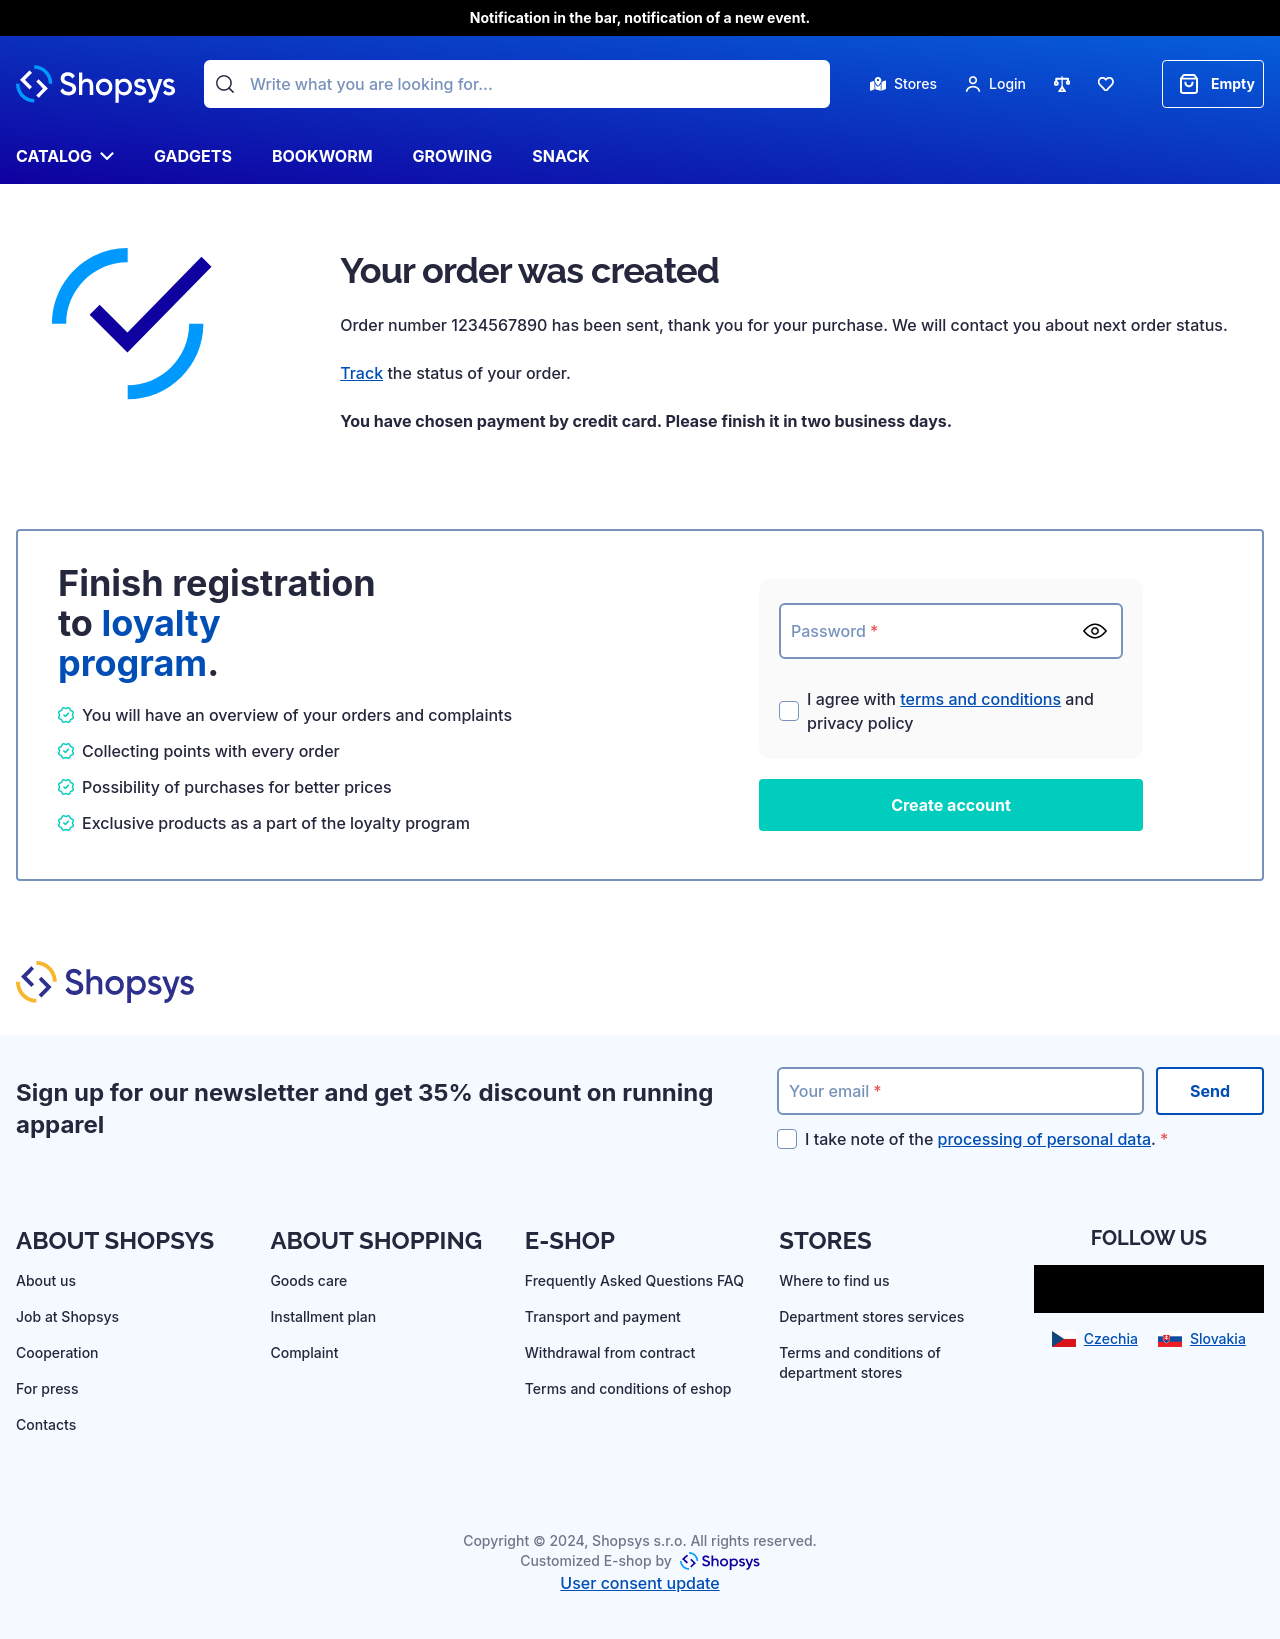 Notification in the bar, notification of a new event.
Shopsys
Write what you are looking for...
Stores
Login
Empty
CATALOG
GADGETS
BOOKWORM
GROWING
SNACK
Your order was created
Order number 1234567890 has been sent, thank you for your purchase. We will contact you about next order status.
Track the status of your order.
You have chosen payment by credit card. Please finish it in two business days.
Finish registration
to loyalty
program.
You will have an overview of your orders and complaints
Collecting points with every order
Possibility of purchases for better prices
Exclusive products as a part of the loyalty program
Password *
I agree with terms and conditions and
privacy policy
Create account
Shopsys
Sign up for our newsletter and get 35% discount on running
apparel
Your email *
Send
I take note of the processing of personal data. *
ABOUT SHOPSYS
About us
Job at Shopsys
Cooperation
For press
Contacts
ABOUT SHOPPING
Goods care
Installment plan
Complaint
E-SHOP
Frequently Asked Questions FAQ
Transport and payment
Withdrawal from contract
Terms and conditions of eshop
STORES
Where to find us
Department stores services
Terms and conditions of
department stores
FOLLOW US
Czechia
Slovakia
Copyright © 2024, Shopsys s.r.o. All rights reserved.
Customized E-shop by Shopsys
User consent update